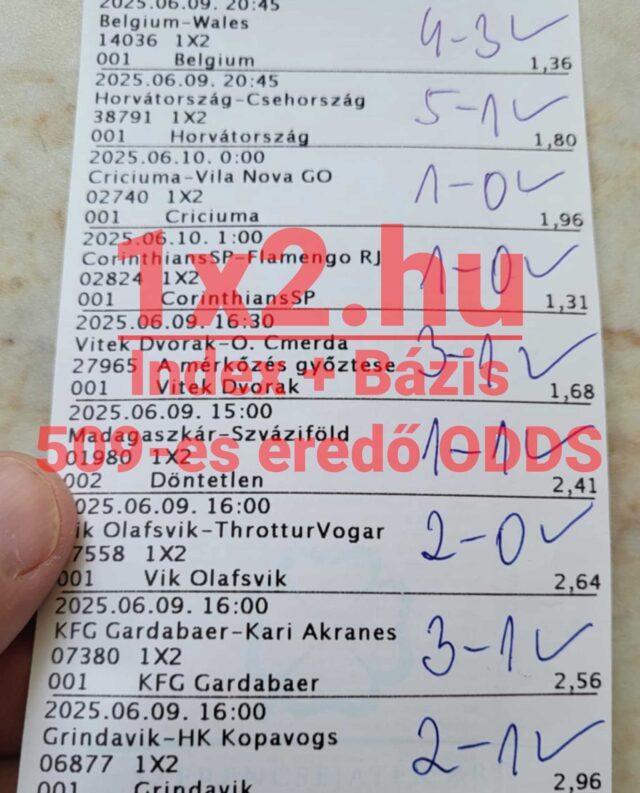 2025.06.09. 20:45
Belgium-Wales
4-3 ✓
14036 1X2
001 Belgium
1,36
2025.06.09. 20:45
Horvátország-Csehország
5-1 ✓
38791 1X2
001 Horvátország
1,80
2025.06.10. 0:00
Criciuma-Vila Nova GO
1-0 ✓
02740 1X2
001 Criciuma
1,96
2025.06.10. 1:00
CorinthiansSP-Flamengo RJ
1-0 ✓
02824 1X2
001 CorinthiansSP
1,31
1x2.hu
Index + Bázis
500-es eredő ODDS
2025.06.09. 16:30
Vitek Dvorak-O. Cmerda
3-1 ✓
27965 A mérkőzés győztese
001 Vitek Dvorak
1,68
2025.06.09. 15:00
Madagaszkár-Szváziföld
1-1 ✓
01980 1X2
002 Döntetlen
2,41
2025.06.09. 16:00
ik Olafsvik-ThrotturVogar
2-0 ✓
7558 1X2
001 Vik Olafsvik
2,64
2025.06.09. 16:00
KFG Gardabaer-Kari Akranes
3-1 ✓
07380 1X2
001 KFG Gardabaer
2,56
2025.06.09. 16:00
Grindavik-HK Kopavogs
2-1 ✓
06877 1X2
001 Grindavik
2,96